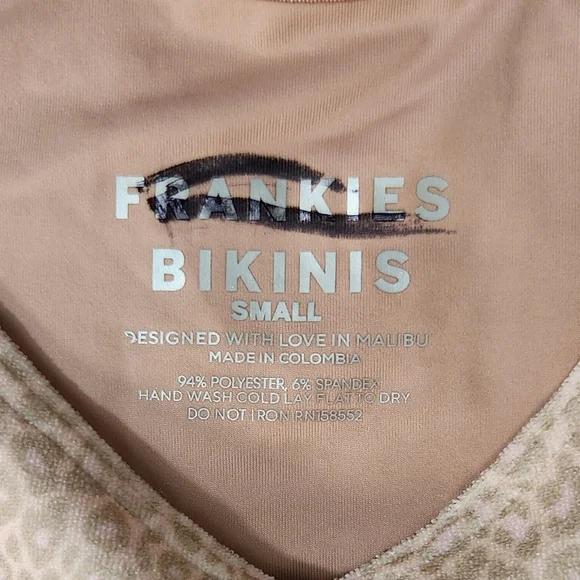 FRANKIES
BIKINIS
SMALL
DESIGNED WITH LOVE IN MALIBU
MADE IN COLOMBIA
94% POLYESTER, 6% SPANDEX
HAND WASH COLD LAY FLAT TO DRY
DO NOT IRON RN158552